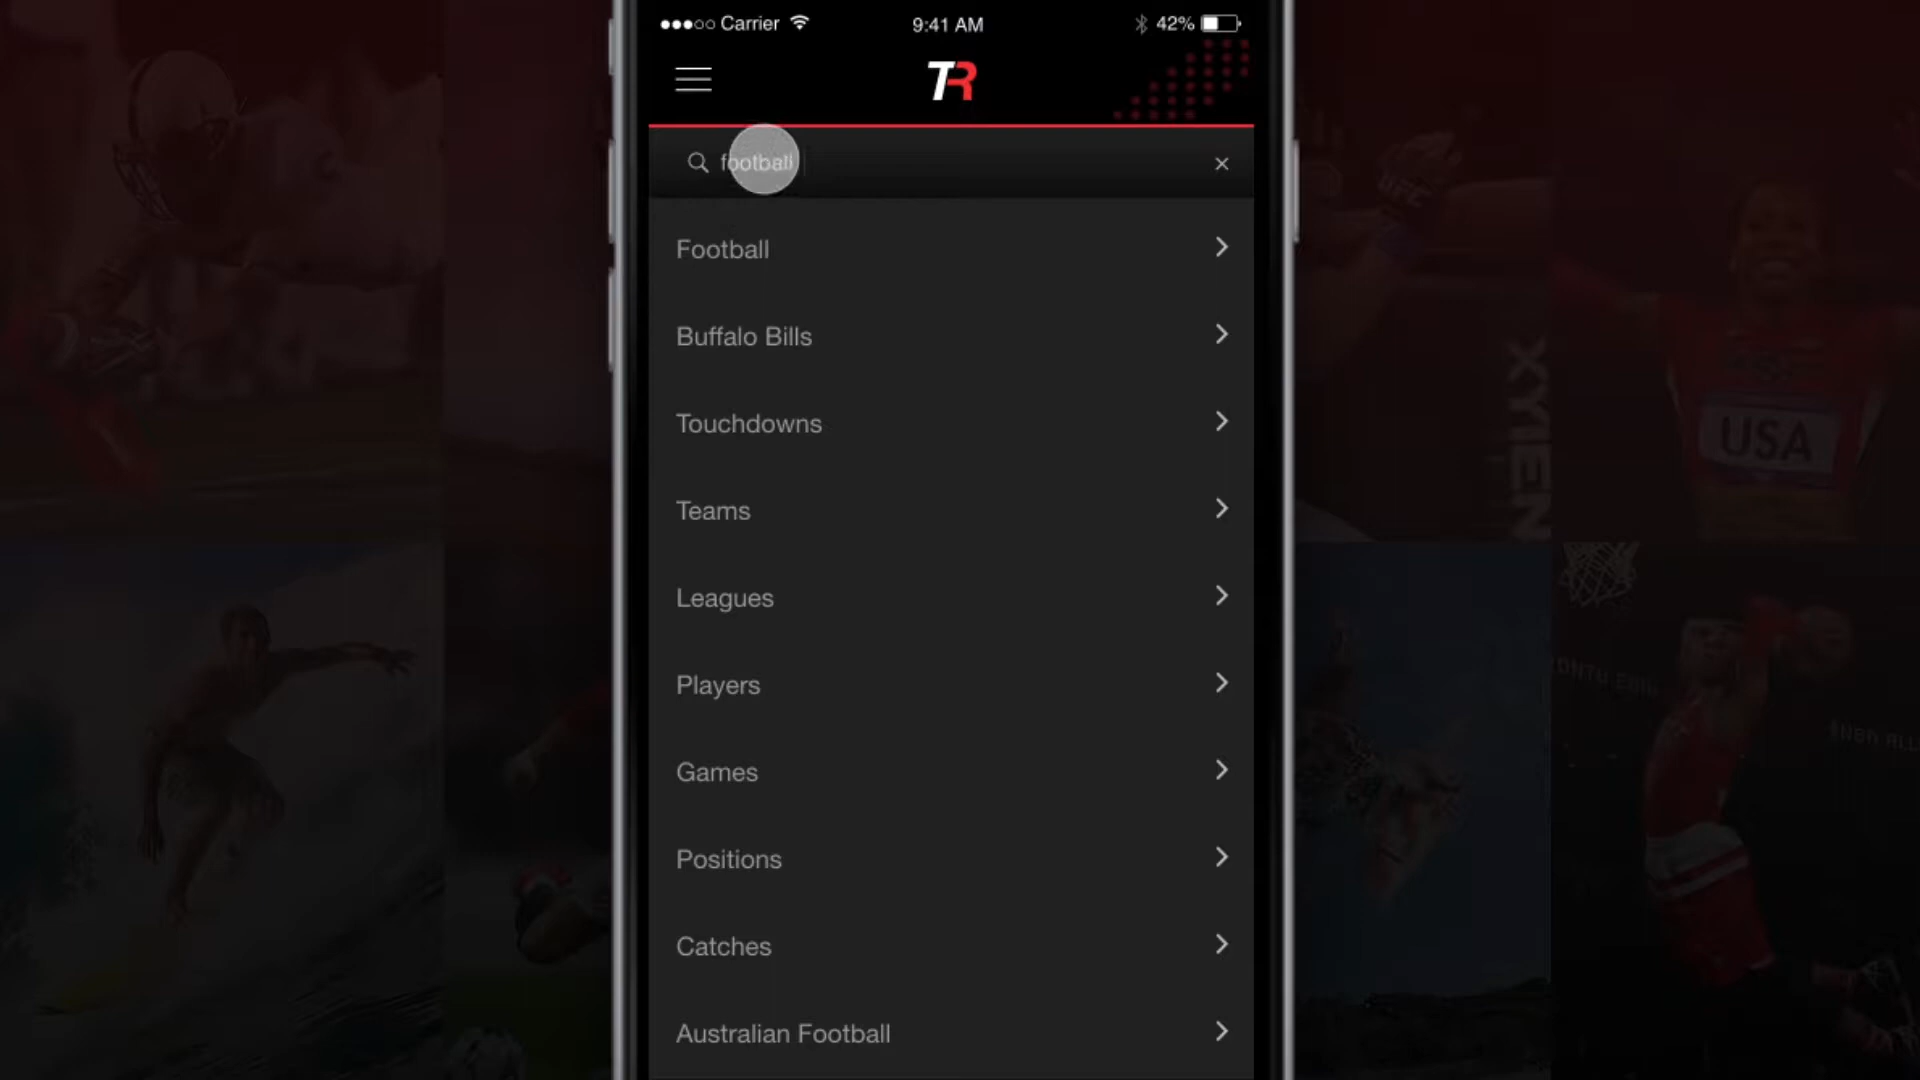 Carrier 9:41 AM 42%
TR
football
Football
Buffalo Bills
Touchdowns
Teams
Leagues
Players
Games
Positions
Catches
Australian Football
USA